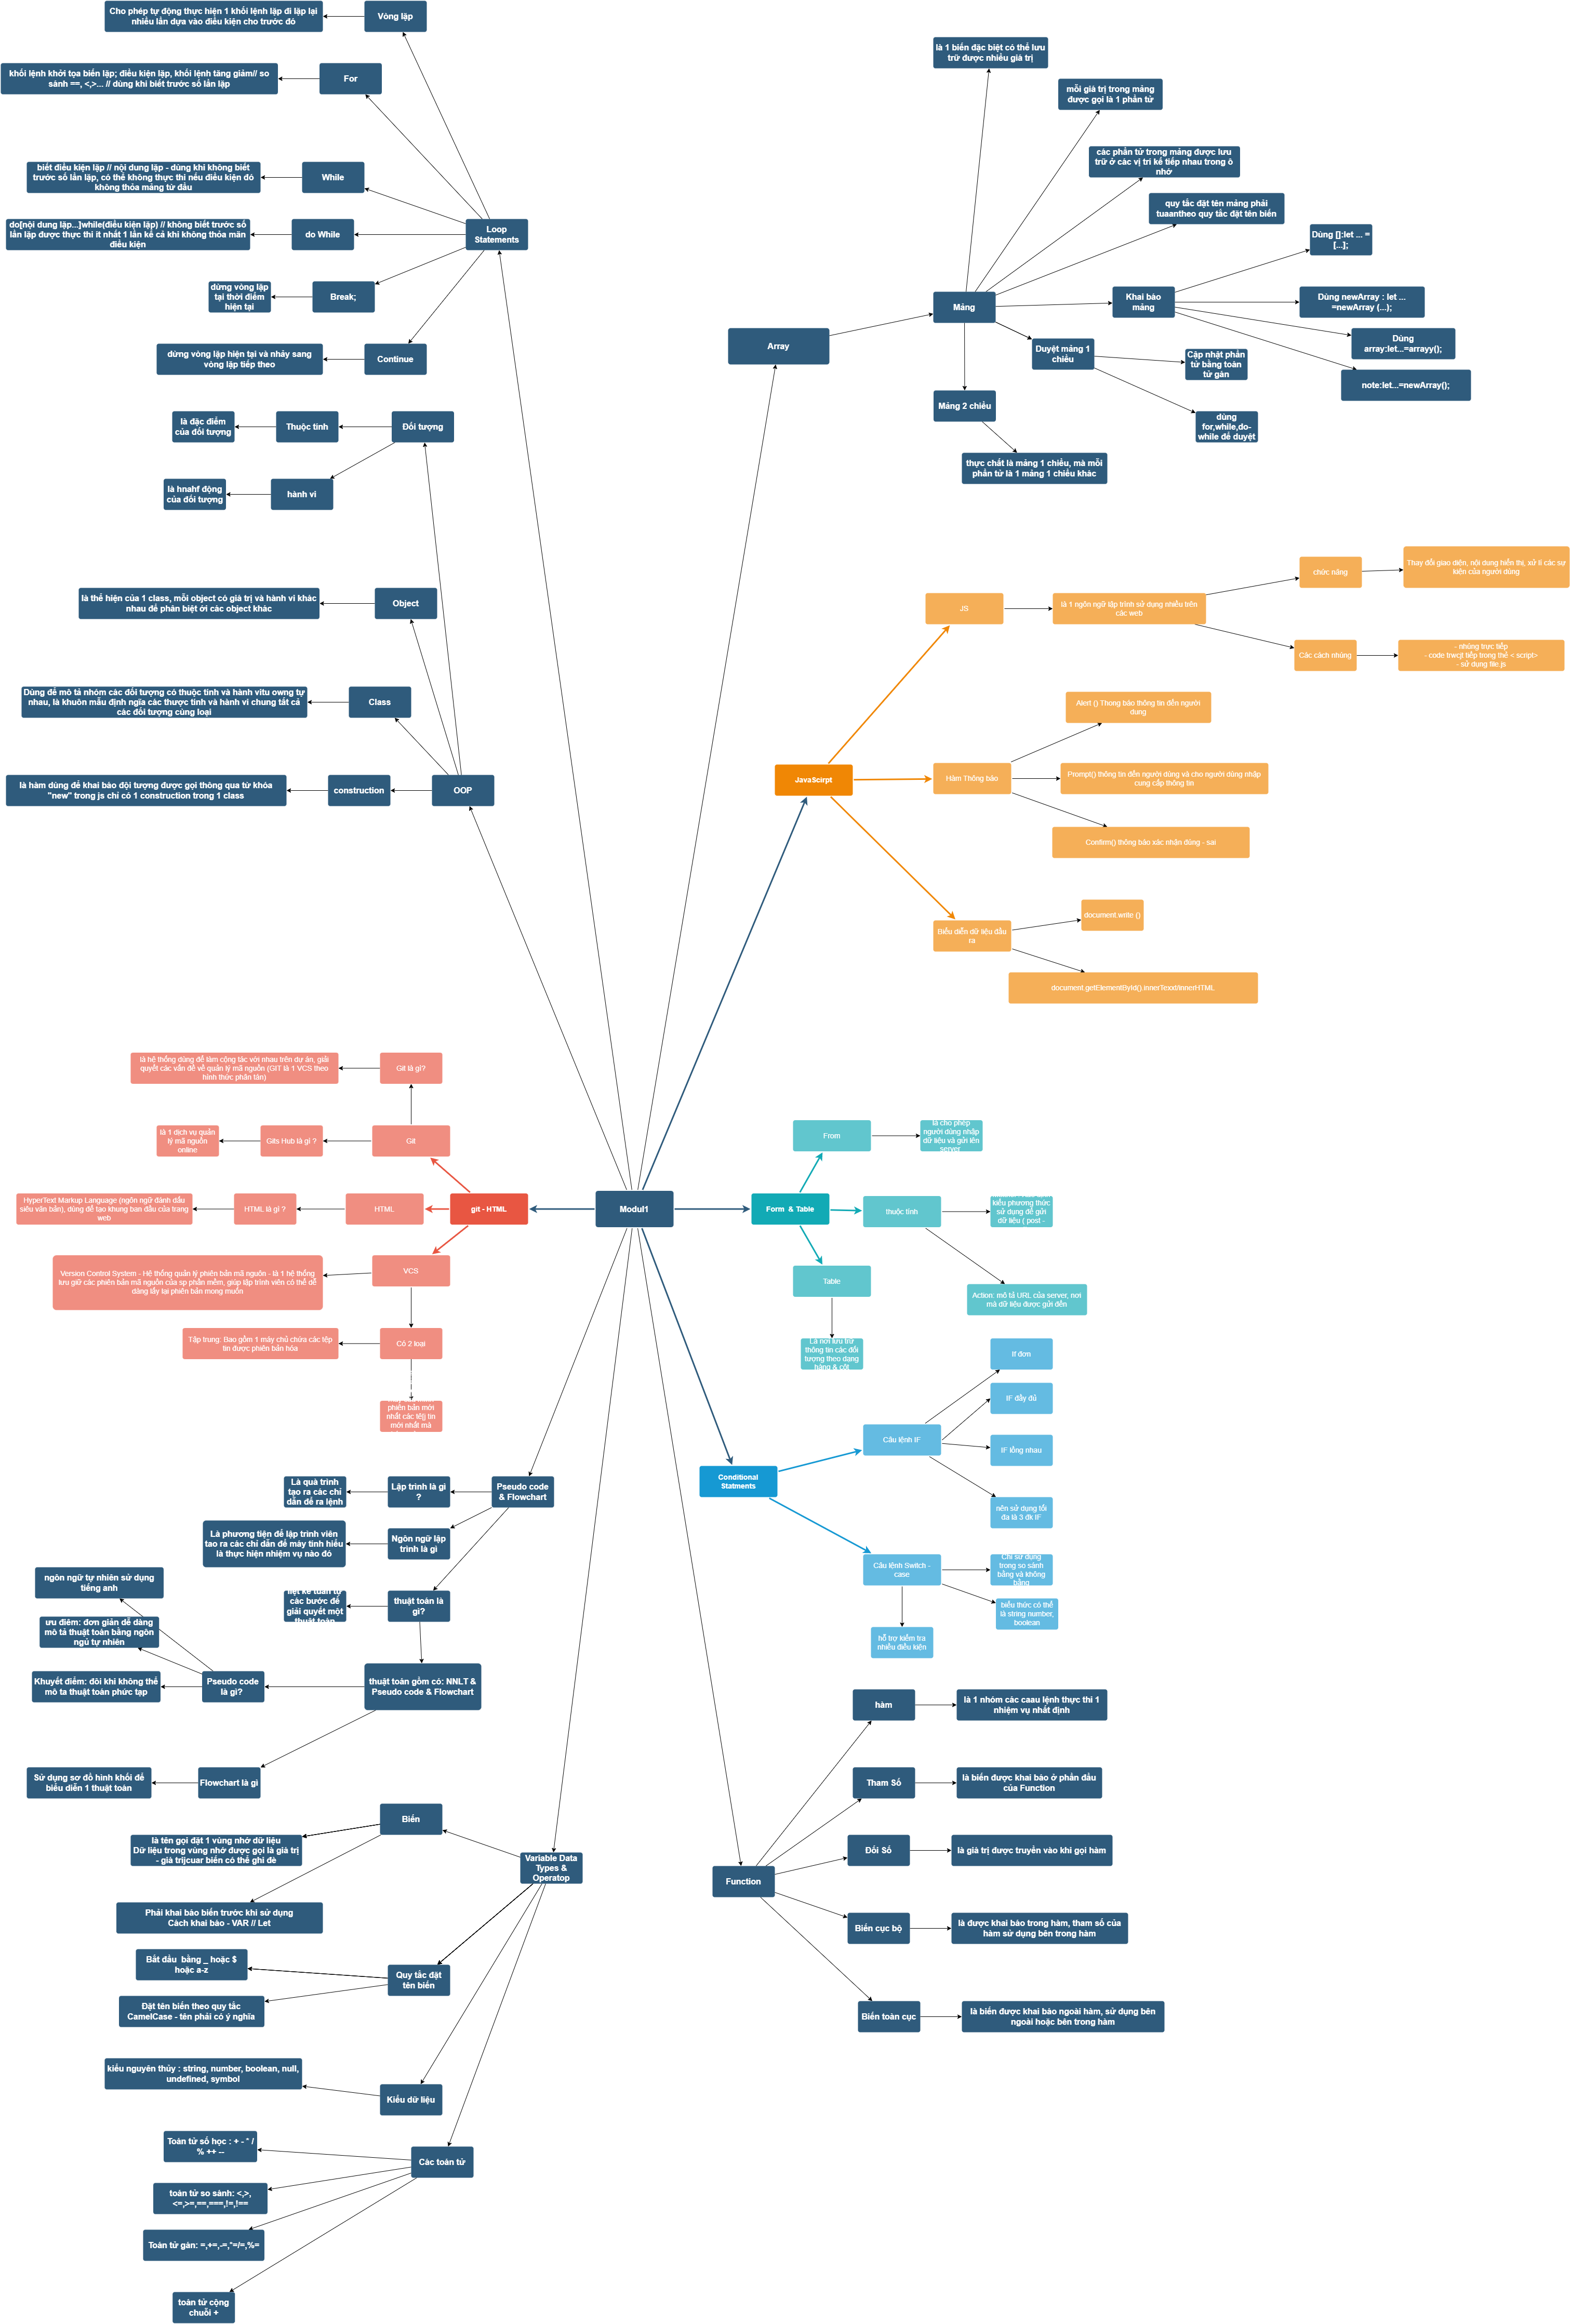 Cho phép tự động thực hiện 1 khối lệnh lặp đi lặp lại
nhiều lần dựa vào điều kiện cho trước đó
Vòng lặp
khối lệnh khởi tọa biến lặp; điều kiện lặp, khối lệnh tăng giảm// so
sánh ==, <,>... // dùng khi biết trước số lần lặp
For
biết điều kiện lặp // nội dung lặp - dùng khi không biết
trước số lần lặp, có thể không thực thi nếu điều kiện đó
không thỏa mãng từ đầu
While
do[nội dung lặp...]while(điều kiện lặp) // không biết trước số
lần lặp được thực thi ít nhất 1 lần kể cả khi không thỏa mãn
điều kiện
do While
Loop
Statements
dừng vòng lặp
tại thời điểm
hiện tại
Break;
dừng vòng lặp hiện tại và nhảy sang
vòng lặp tiếp theo
Continue
là đặc điểm
của đối tượng
Thuộc tính
Đối tượng
là hnahf động
của đối tượng
hành vi
là thể hiện của 1 class, mỗi object có giá trị và hành vi khác
nhau để phân biệt ới các object khác
Object
Dùng để mô tả nhóm các đối tượng có thuộc tính và hành vitu owng tự
nhau, là khuôn mẫu định ngĩa các thược tính và hành vi chung tất cả
các đối tượng cùng loại
Class
là hàm dùng để khai báo đội tượng được gọi thông qua từ khóa
"new" trong js chỉ có 1 construction trong 1 class
construction
OOP
là 1 biến đặc biệt có thể lưu
trữ được nhiều giá trị
mỗi giá trị trong mảng
được gọi là 1 phần tử
các phần tử trong mảng được lưu
trữ ở các vị trí kế tiếp nhau trong ô
nhớ
quy tắc đặt tên mảng phải
tuaantheo quy tắc đặt tên biến
Dùng []:let ... =
[...];
Mảng
Khai bào
mảng
Dùng newArray : let ...
=newArray (...);
Array
Dùng
array:let...=arrayy();
Duyệt mảng 1
chiều
Cập nhật phần
tử bằng toán
tử gán
note:let...=newArray();
Mảng 2 chiều
dùng
for,while,do-
while để duyệt
thực chất là mảng 1 chiều, mà mỗi
phần tử là 1 mảng 1 chiều khác
JS
là 1 ngôn ngữ lập trình sử dụng nhiều trên
các web
chức năng
Thay đổi giao diện, nội dung hiển thị, xử lí các sự
kiện của người dùng
Các cách nhúng
- nhúng trực tiếp
- code trwcjt tiếp trong thẻ < script>
- sử dụng file.js
JavaScirpt
Alert () Thong báo thông tin đến người
dung
Hàm Thông báo
Prompt() thông tin đến người dùng và cho người dùng nhập
cung cấp thông tin
Confirm() thông báo xác nhận đúng - sai
Biểu diễn dữ liệu đầu
ra
document.write ()
document.getElementById().innerTexxt/innerHTML
là hệ thống dùng để làm cộng tác với nhau trên dự án, giải
quyết các vấn đề về quản lý mã nguồn (GIT là 1 VCS theo
hình thức phân tán)
Git là gì?
là 1 dịch vụ quản
lý mã nguồn
online
Gits Hub là gì ?
Git
HyperText Markup Language (ngôn ngữ đánh dấu
siêu văn bản), dùng để tạo khung ban đầu của trang
web
HTML là gì ?
HTML
git - HTML
Modul1
Version Control System - Hệ thống quản lý phiên bản mã nguồn - là 1 hệ thống
lưu giữ các phiên bản mã nguồn của sp phần mềm, giúp lập trình viên có thể dễ
dàng lấy lại phiên bản mong muốn
VCS
Tập trung: Bao gồm 1 máy chủ chứa các tệp
tin được phiên bản hóa
Có 2 loại
phiên bản mới
nhất các tệp tin
mới nhất mà
From
là cho phép
người dùng nhập
dữ liệu và gửi lên
server
Form & Table
thuộc tính
kiểu phương thức,
sử dụng để gửi
dữ liệu ( post -
Action: mô tả URL của server, nơi
mà dữ liệu được gửi đến
Table
Là nơi lưu trữ
thông tin các đối
tượng theo dạng
hàng & cột
Conditional
Statments
Câu lệnh IF
If đơn
IF đầy đủ
IF lồng nhau
nên sử dụng tối
đa là 3 đk IF
Câu lệnh Switch -
case
Chỉ sử dụng
trong so sánh
bằng và không
bằng
biểu thức có thể
là string number,
boolean
hỗ trợ kiểm tra
nhiều điều kiện
Là quá trình
tạo ra các chỉ
dẫn để ra lệnh
Lập trình là gì
?
Pseudo code
& Flowchart
Là phương tiện để lập trình viên
tao ra các chỉ dẫn để máy tính hiểu
là thực hiện nhiệm vụ nào đó
Ngôn ngữ lập
trình là gì
liệt kê tuần tự
các bước để
giải quyết một
thuật toán
thuật toán là
gì?
ngôn ngữ tự nhiên sử dụng
tiếng anh
ưu điêm: đơn giản dể dàng
mô tả thuật toán bằng ngôn
ngủ tự nhiên
Khuyết điểm: đôi khi không thể
mô ta thuật toán phức tạp
Pseudo code
là gì?
thuật toán gồm có: NNLT &
Pseudo code & Flowchart
Sử dụng sơ đồ hình khối để
biểu diễn 1 thuật toán
Flowchart là gì
Biến
là tên gọi đặt 1 vùng nhớ dữ liệu
Dữ liệu trong vùng nhớ được gọi là giá trị
- giá trijcuar biến có thể ghi đè
Phải khai báo biến trước khi sử dụng
Cách khai báo - VAR // Let
Variable Data
Types &
Operatop
Bắt đầu bằng _ hoặc $
hoặc a-z
Quy tắc đặt
tên biến
Đặt tên biến theo quy tắc
CamelCase - tên phải có ý nghĩa
kiểu nguyên thủy : string, number, boolean, null,
undefined, symbol
Kiểu dữ liệu
Toán tử số học : + - * /
% ++ --
Các toán tử
toán tử so sánh: <,>,
<=,>=,==,===,!=,!==
Toán tử gán: =,+=,-=,*=/=,%=
toán tử cộng
chuỗi +
hàm
là 1 nhóm các caau lệnh thực thi 1
nhiệm vụ nhất định
Tham Số
là biến được khai báo ở phần đầu
của Function
Đối Số
là giá trị được truyền vào khi gọi hàm
Function
Biến cục bộ
là được khai báo trong hàm, tham số của
hàm sử dụng bên trong hàm
Biến toàn cục
là biến được khai báo ngoài hàm, sử dụng bên
ngoài hoặc bên trong hàm